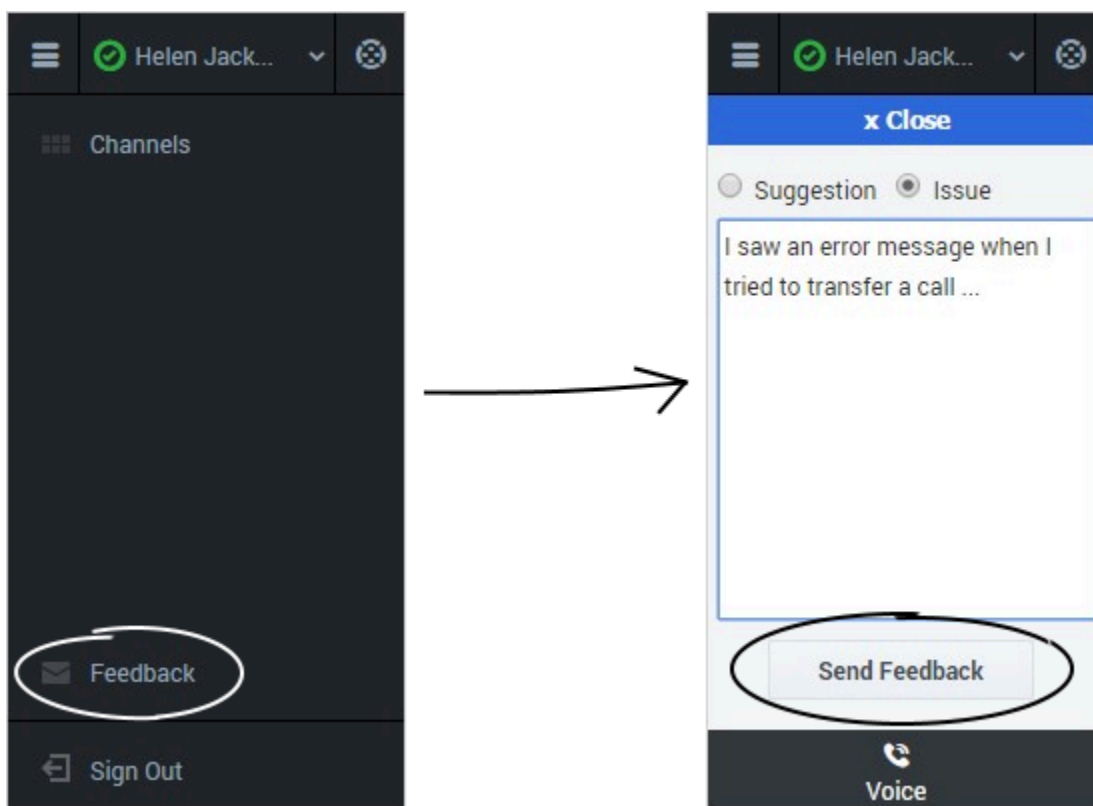 Helen Jack...
Channels
Feedback
Sign Out
Helen Jack...
x Close
Suggestion Issue
I saw an error message when I
tried to transfer a call ...
Send Feedback
Voice